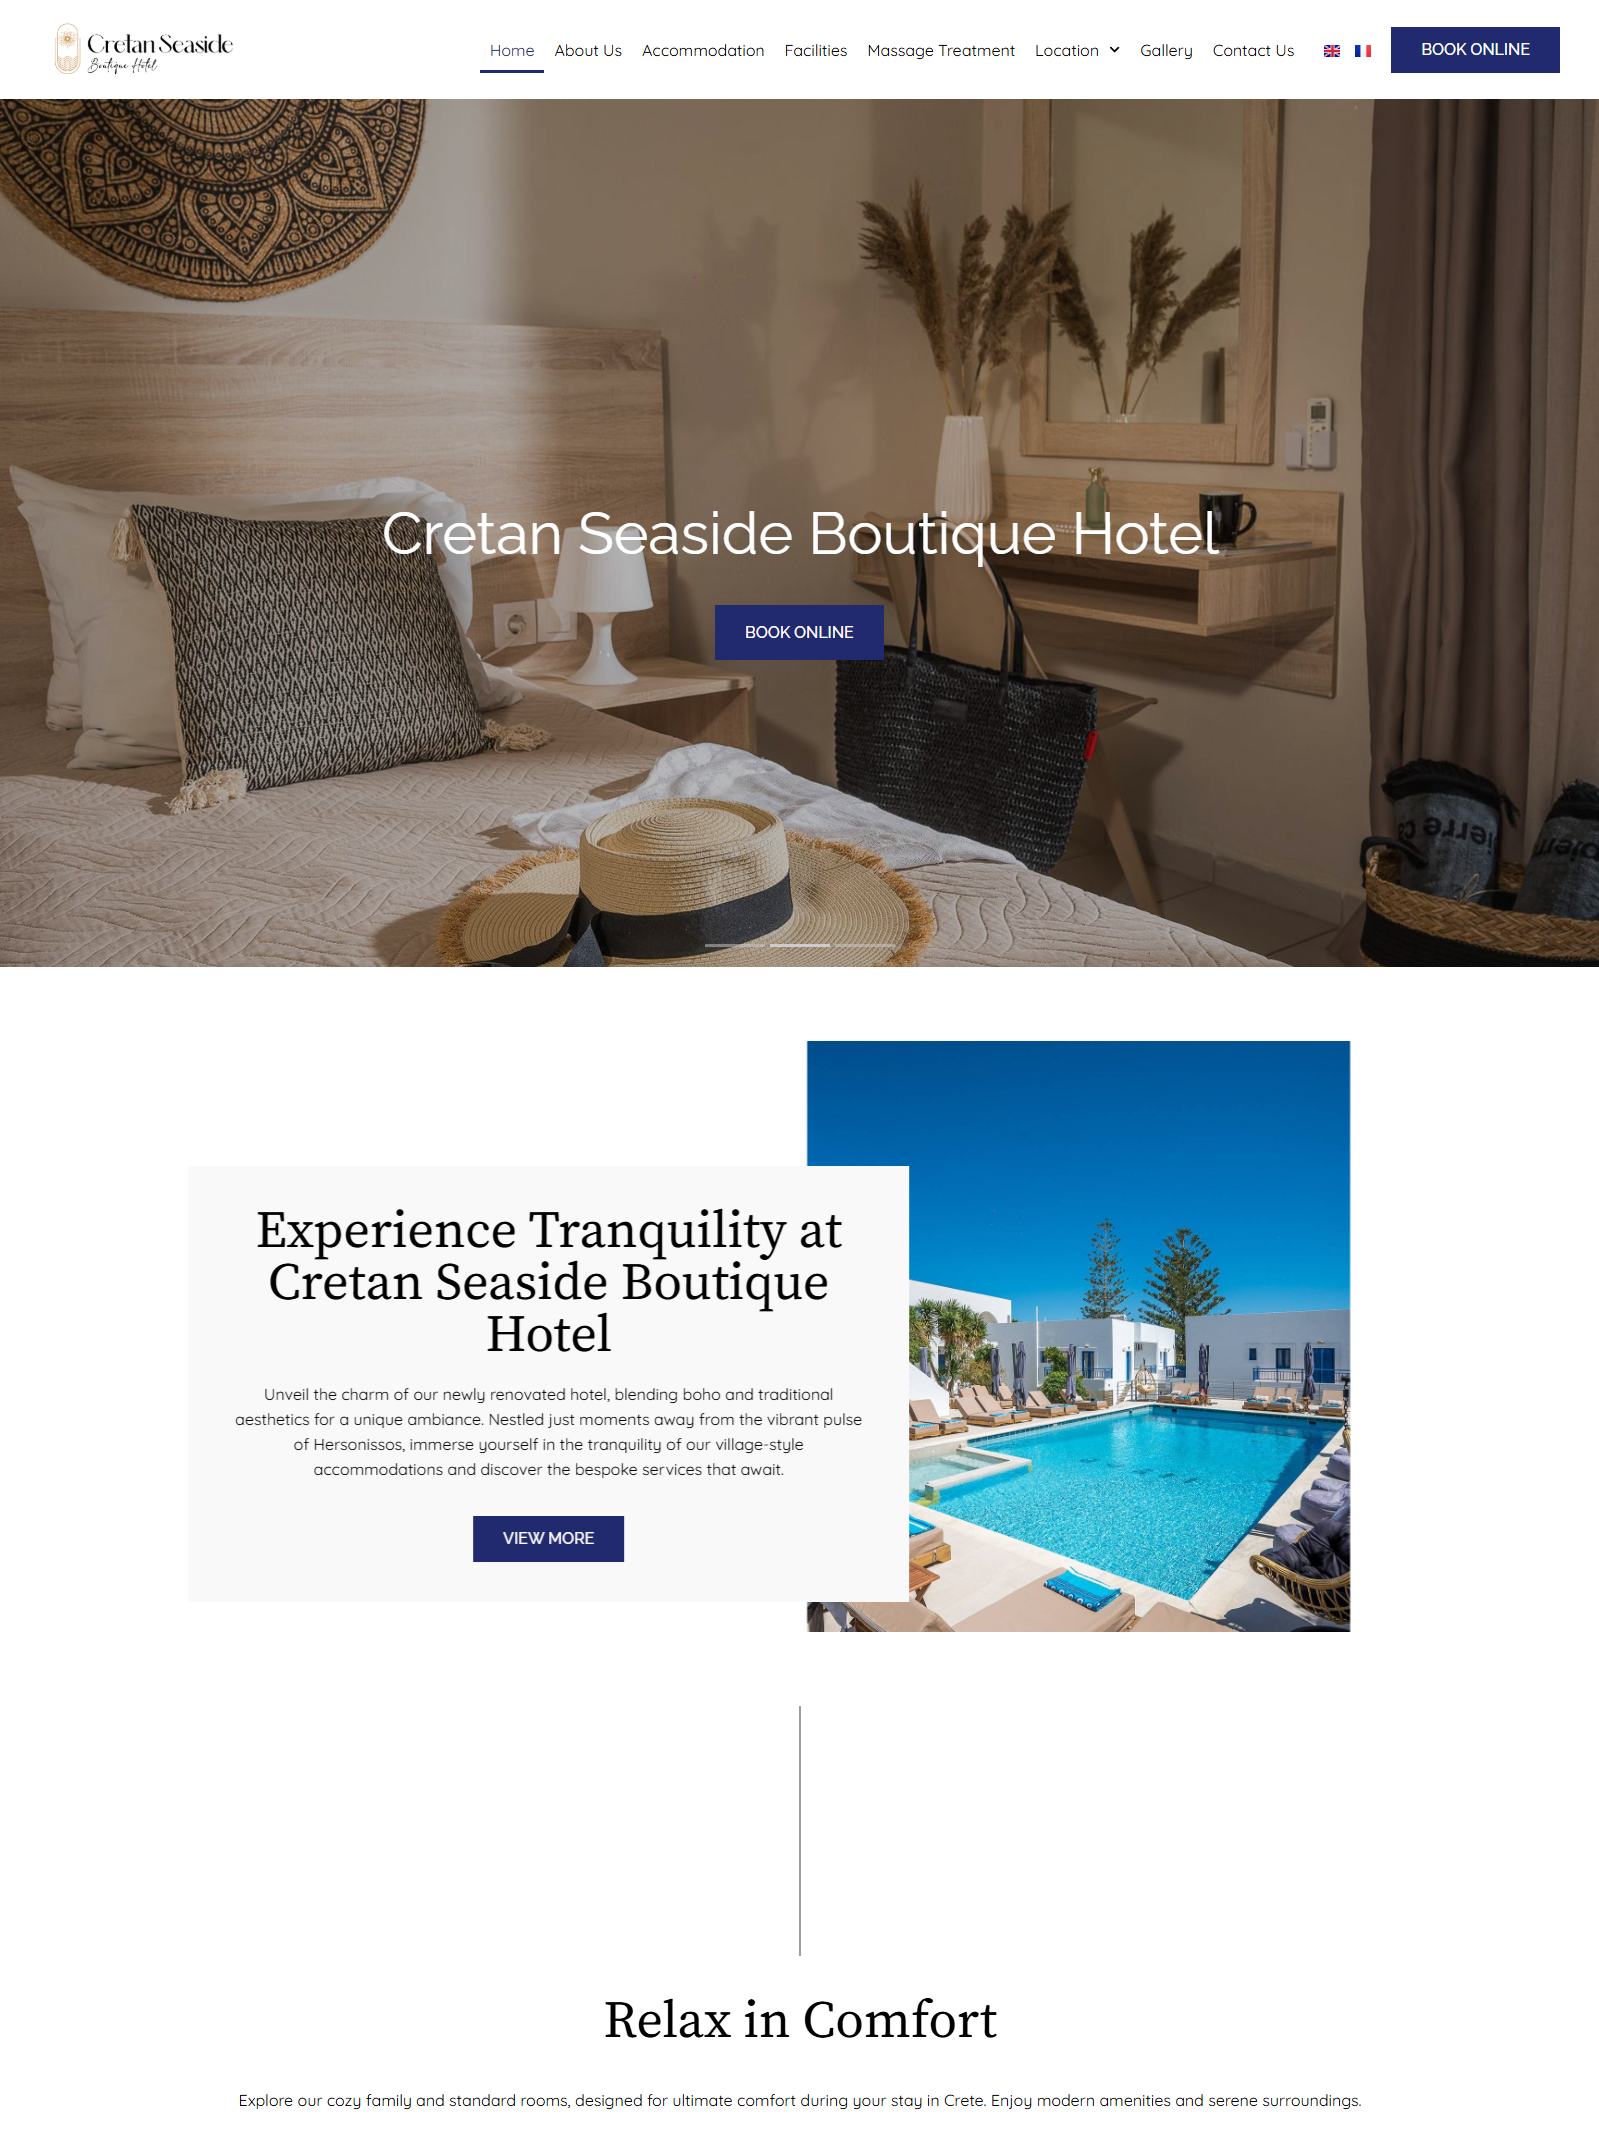 Cretan Seaside
Boutique Hotel
Home About Us Accommodation Facilities Massage Treatment Location Gallery Contact Us
BOOK ONLINE
Cretan Seaside Boutique Hotel
BOOK ONLINE
pierre ca
pier
Experience Tranquility at
Cretan Seaside Boutique
Hotel
Unveil the charm of our newly renovated hotel, blending boho and traditional
aesthetics for a unique ambiance. Nestled just moments away from the vibrant pulse
of Hersonissos, immerse yourself in the tranquility of our village-style
accommodations and discover the bespoke services that await.
VIEW MORE
Relax in Comfort
Explore our cozy family and standard rooms, designed for ultimate comfort during your stay in Crete. Enjoy modern amenities and serene surroundings.